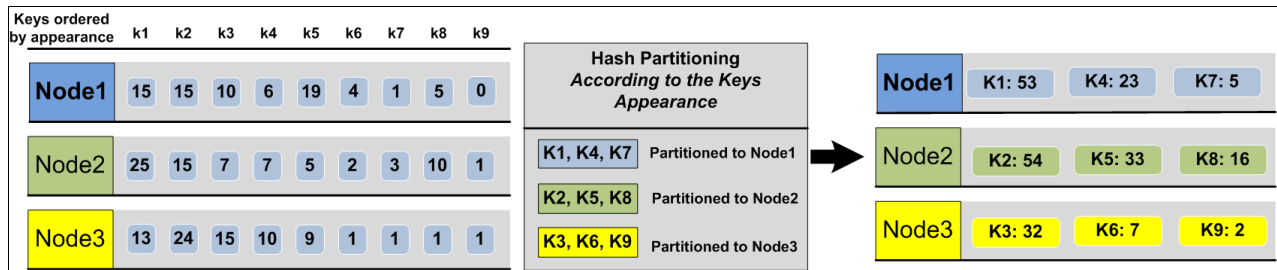 Keys ordered
by appearance k1 k2 k3 k4 k5 k6 k7 k8 k9
Node1 15 15 10 6 19 4 1 5 0
Node2 25 15 7 7 5 2 3 10 1
Node3 13 24 15 10 9 1 1 1 1
Hash Partitioning
According to the Keys
Appearance
K1, K4, K7 Partitioned to Node1
K2, K5, K8 Partitioned to Node2
K3, K6, K9 Partitioned to Node3
Node1 K1: 53 K4: 23 K7: 5
Node2 K2: 54 K5: 33 K8: 16
Node3 K3: 32 K6: 7 K9: 2